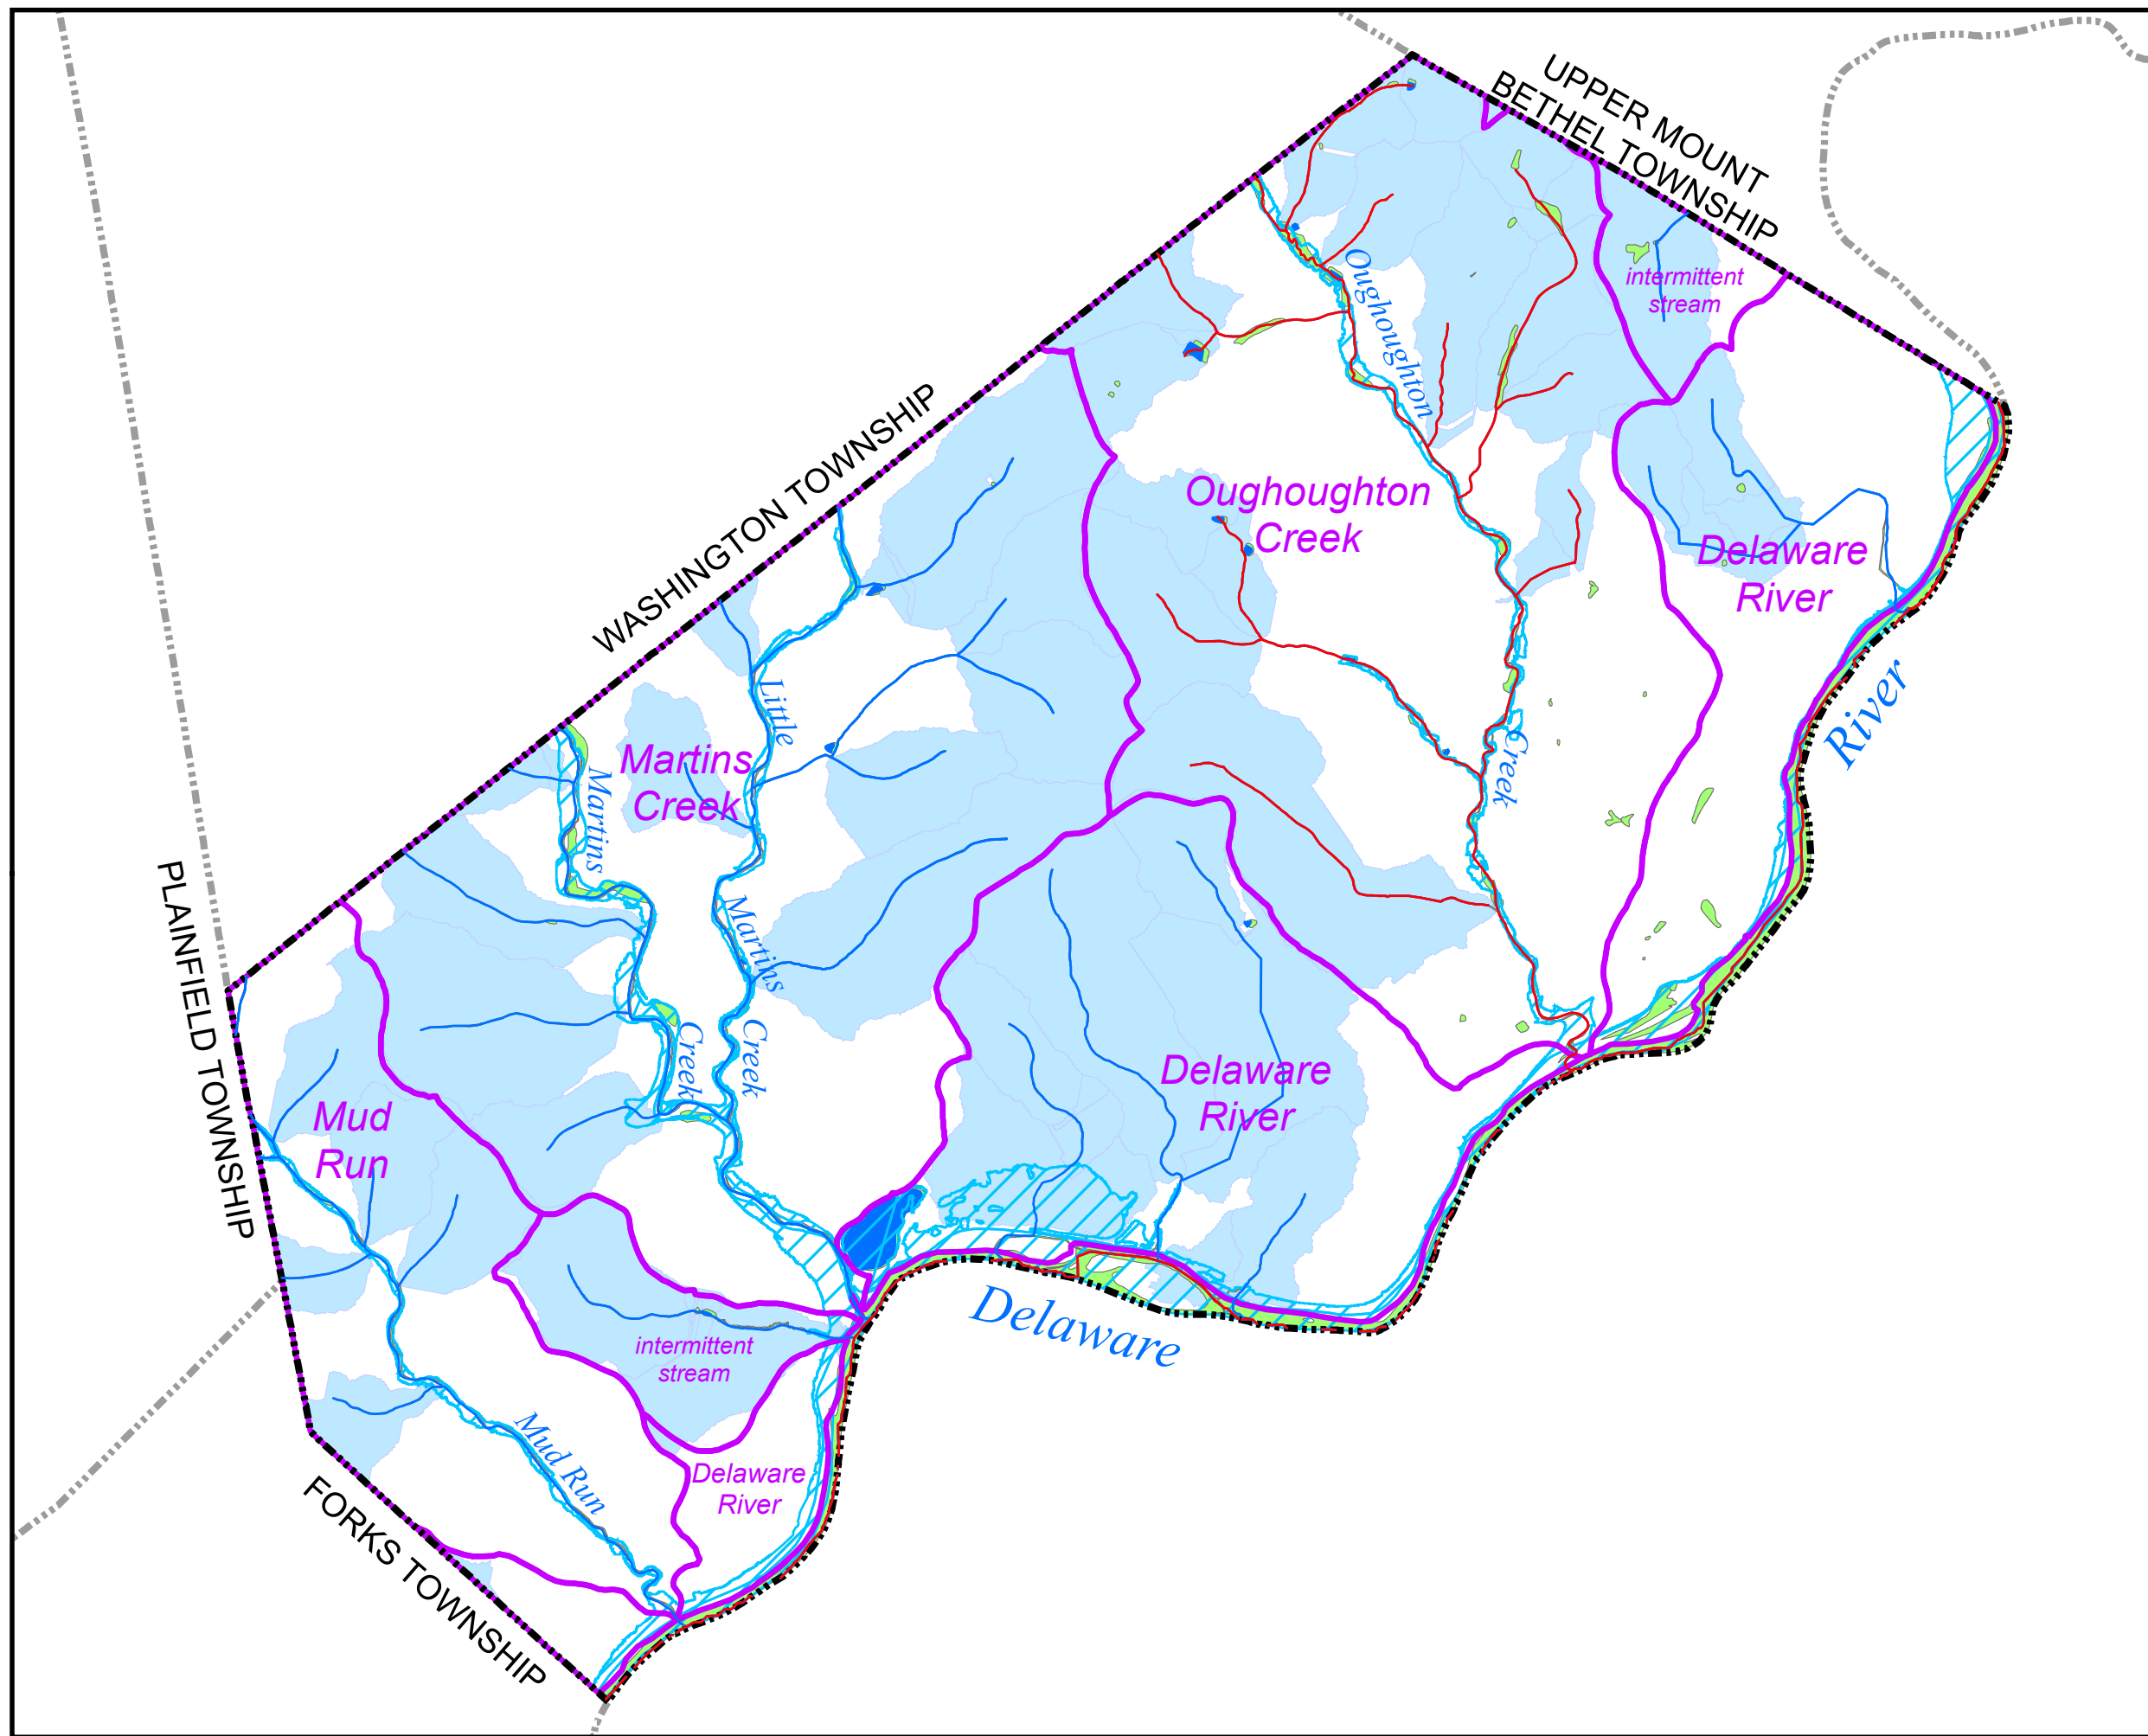 UPPER MOUNT
BETHEL TOWNSHIP
intermittent
stream
Oughoughton
WASHINGTON TOWNSHIP
Oughoughton
Creek
Delaware
River
River
Little
Martins
Creek
Martins
Creek
Martins
PLAINFIELD TOWNSHIP
Creek
Creek
Delaware
River
Mud
Run
Delaware
intermittent
stream
Mud Run
Delaware
River
FORKS TOWNSHIP